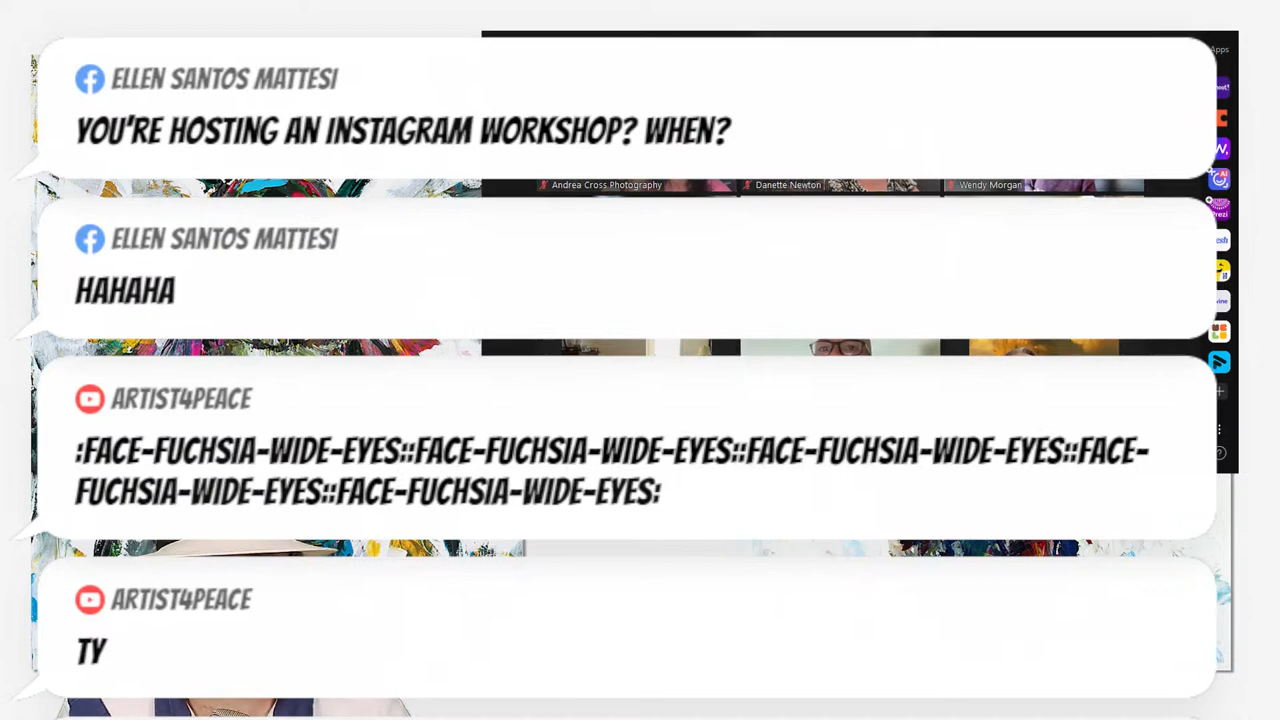 Apps
ELLEN SANTOS MATTESI
YOU'RE HOSTING AN INSTAGRAM WORKSHOP? WHEN?
Andrea Cross Photography
Danette Newton
Wendy Morgan
ELLEN SANTOS MATTESI
HAHAHA
ARTIST4PEACE
:FACE-FUCHSIA-WIDE-EYES::FACE-FUCHSIA-WIDE-EYES::FACE-FUCHSIA-WIDE-EYES::FACE-
FUCHSIA-WIDE-EYES::FACE-FUCHSIA-WIDE-EYES:
ARTIST4PEACE
TY